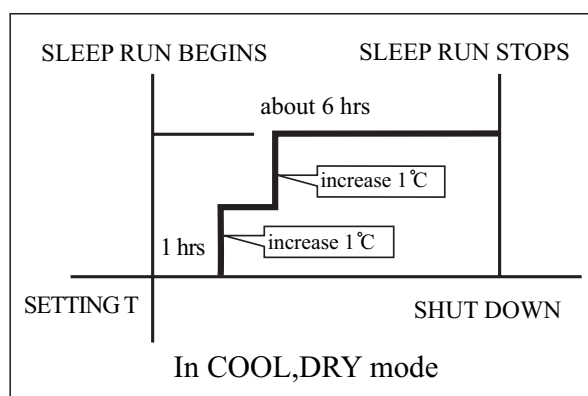 SLEEP RUN BEGINS
SLEEP RUN STOPS
about 6 hrs
increase 1℃
1 hrs
increase 1℃
SETTING T
SHUT DOWN
In COOL,DRY mode